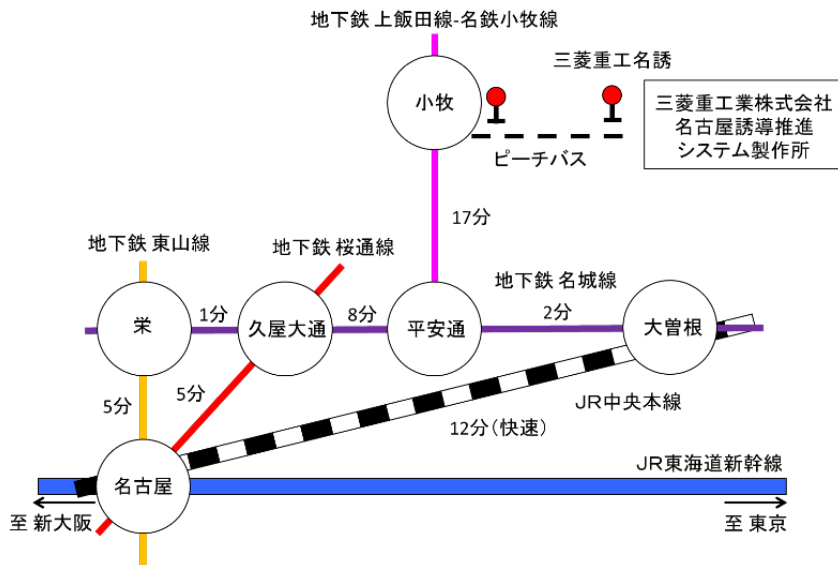 地下鉄 上飯田線-名鉄小牧線
三菱重工名誘
小牧
三菱重工業株式会社
名古屋誘導推進
システム製作所
ピーチバス
17分
地下鉄 東山線
地下鉄 桜通線
地下鉄 名城線
栄
1分
久屋大通
8分
平安通
2分
大曽根
5分
5分
JR中央本線
12分(快速)
JR東海道新幹線
名古屋
至 新大阪
至 東京